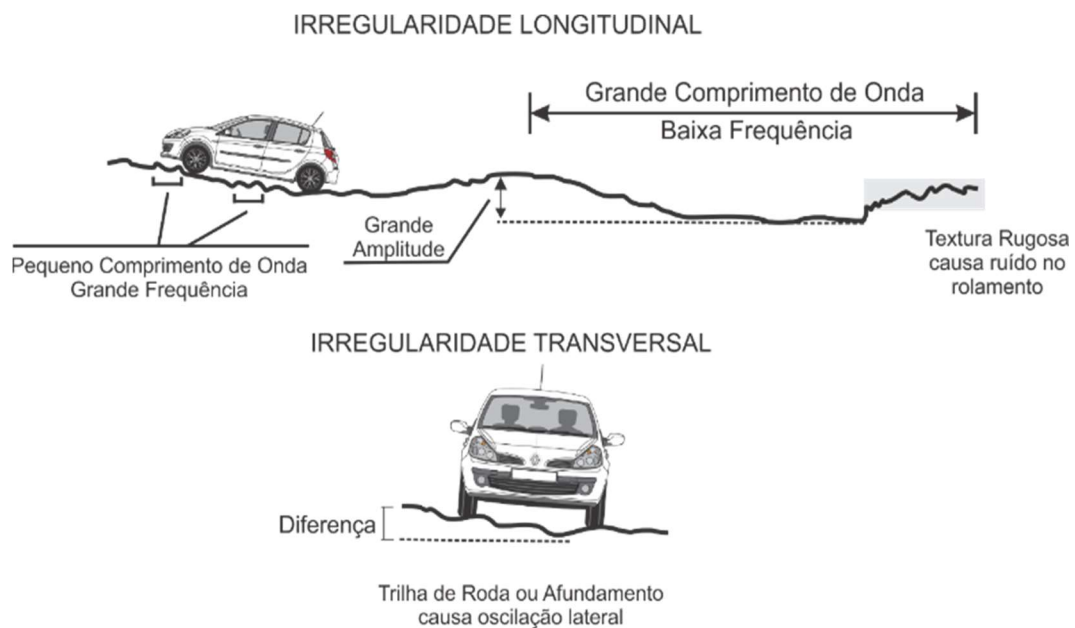 IRREGULARIDADE LONGITUDINAL
Grande Comprimento de Onda
Baixa Frequência
Grande
Amplitude
Pequeno Comprimento de Onda
Grande Frequência
Textura Rugosa
causa ruído no
rolamento
IRREGULARIDADE TRANSVERSAL
Diferença
Trilha de Roda ou Afundamento
causa oscilação lateral